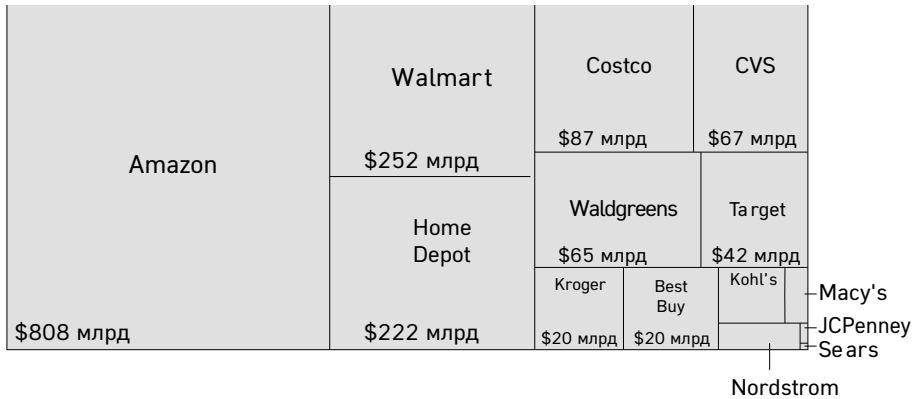 Amazon
$808 млрд
Walmart
$252 млрд
Home
Depot
$222 млрд
Costco
$87 млрд
CVS
$67 млрд
Waldgreens
$65 млрд
Target
$42 млрд
Kroger
$20 млрд
Best
Buy
$20 млрд
Kohl's
Macy's
JCPenney
Sears
Nordstrom